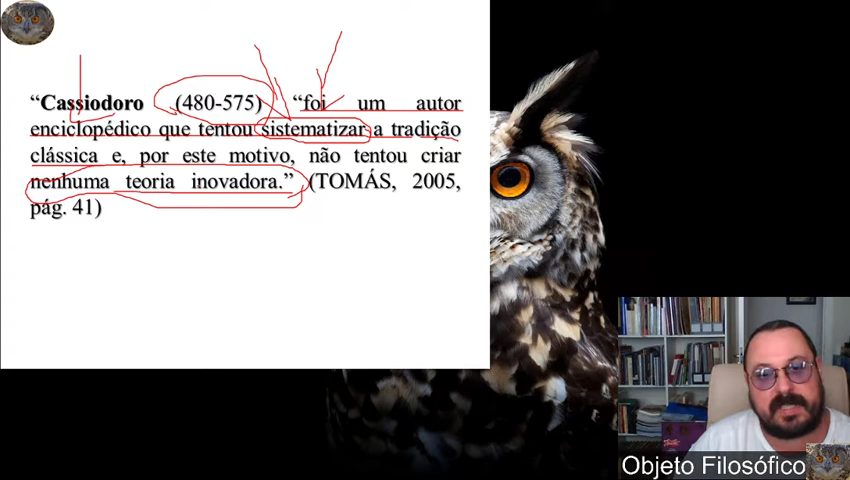 “Cassiodoro (480-575) “foi um autor
enciclopédico que tentou sistematizar a tradição
clássica e, por este motivo, não tentou criar
nenhuma teoria inovadora.” (TOMÁS, 2005,
pág. 41)
Objeto Filosófico